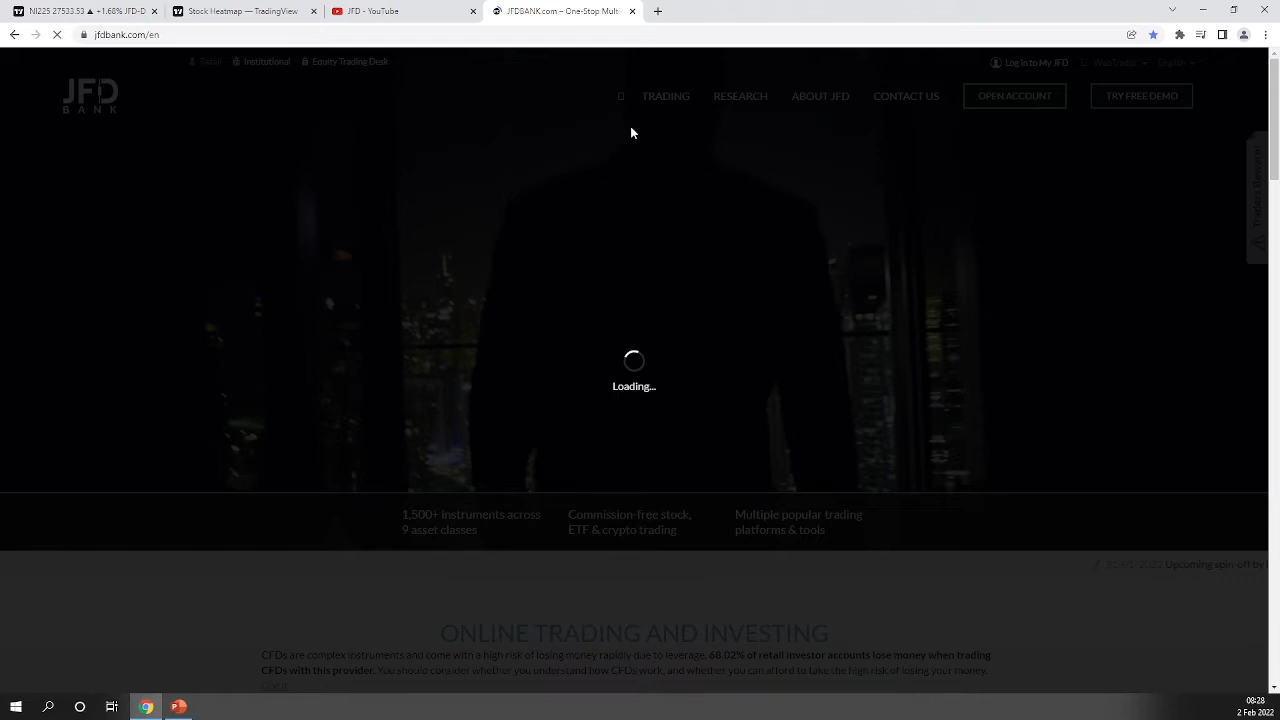 NI225 27533.53 ▲ +1.68% JFD-D
Stock Heatmap — TradingView
JFD - YouTube
JFDBANK.com – One-Stop Multi-
jfdbank.com/en
Retail
Institutional
Equity Trading Desk
Log in to My JFD
WebTrader
English
JFD
BANK
TRADING
RESEARCH
ABOUT JFD
CONTACT US
OPEN ACCOUNT
TRY FREE DEMO
Loading...
1,500+ instruments across
9 asset classes
Commission-free stock,
ETF & crypto trading
Multiple popular trading
platforms & tools
Upcoming spin-off by
ONLINE TRADING AND INVESTING
CFDs are complex instruments and come with a high risk of losing money rapidly due to leverage. 68.02% of retail investor accounts lose money when trading
CFDs with this provider. You should consider whether you understand how CFDs work, and whether you can afford to take the high risk of losing your money.
08:28
2 Feb 2022